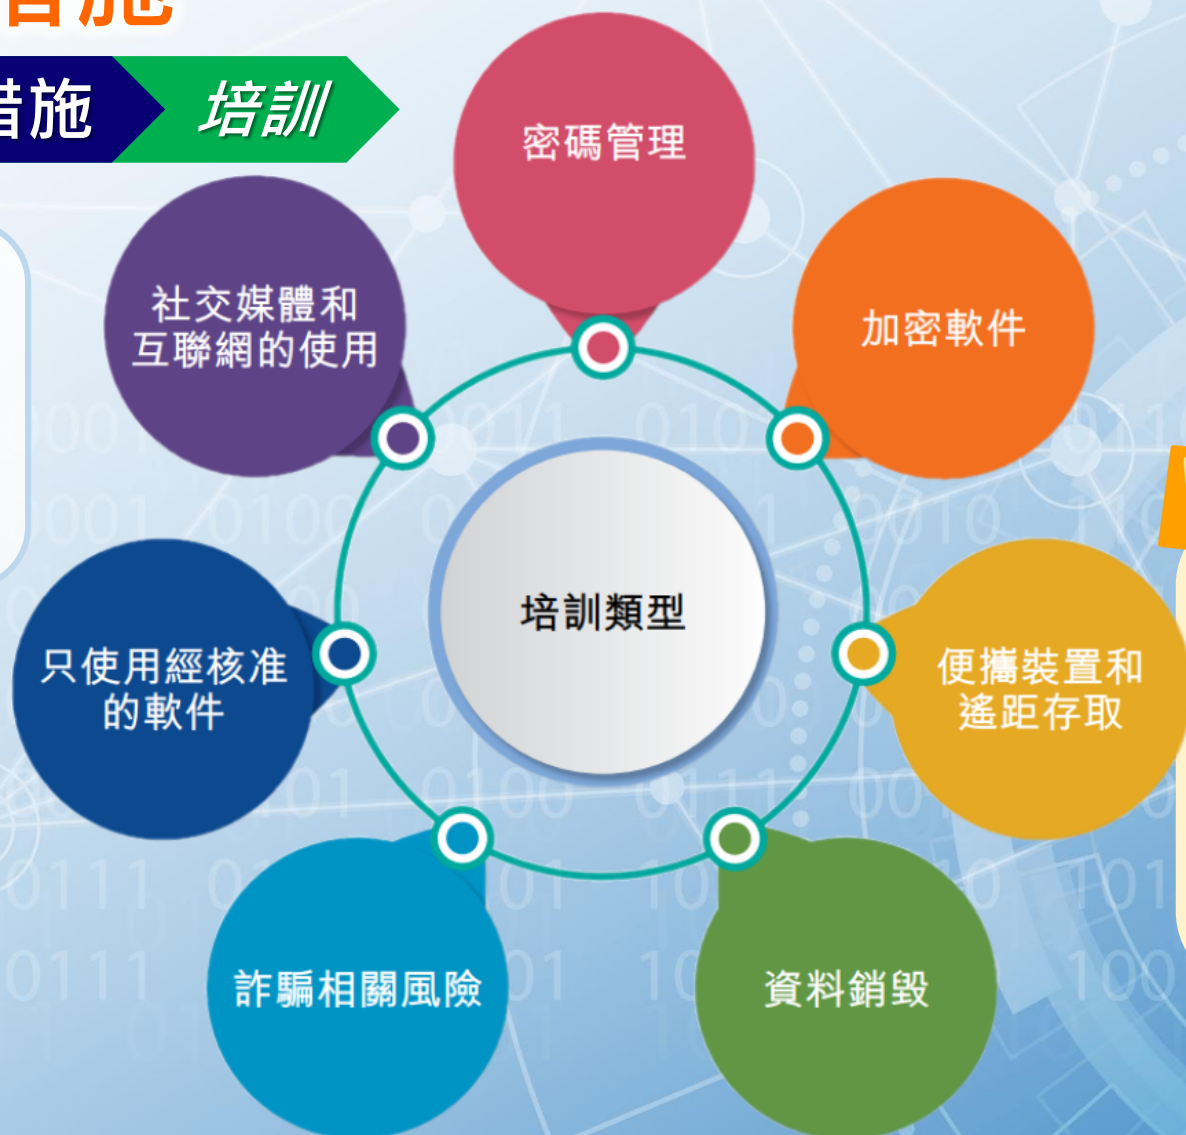 措施
措施
培訓
密碼管理
加密軟件
便攜裝置和
遙距存取
資料銷毀
詐騙相關風險
只使用經核准
的軟件
社交媒體和
互聯網的使用
培訓類型